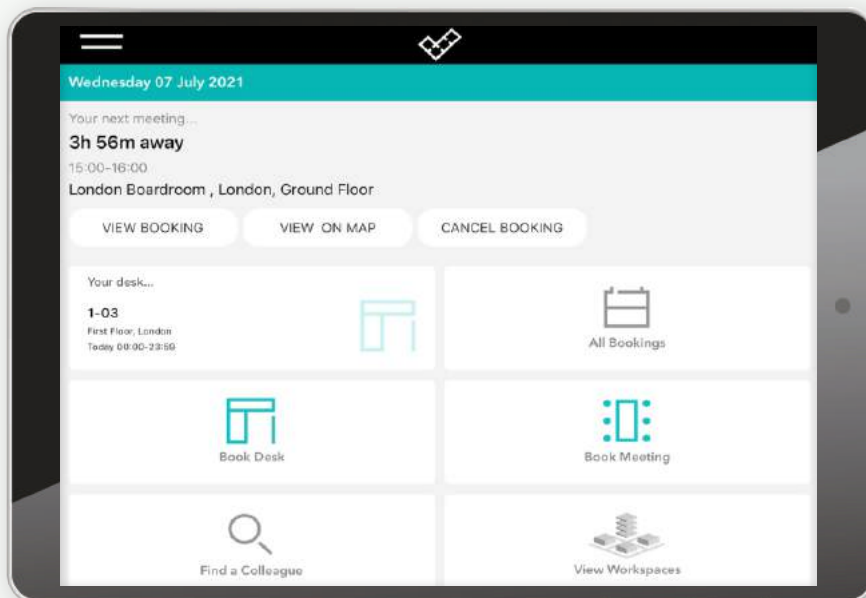 Wednesday 07 July 2021
Your next meeting...
3h 56m away
15:00-16:00
London Boardroom , London, Ground Floor
VIEW BOOKING VIEW ON MAP CANCEL BOOKING
Your desk...
1-03
First Floor, London
Today 00:00-23:59
All Bookings
Book Desk
Book Meeting
Find a Colleague
View Workspaces